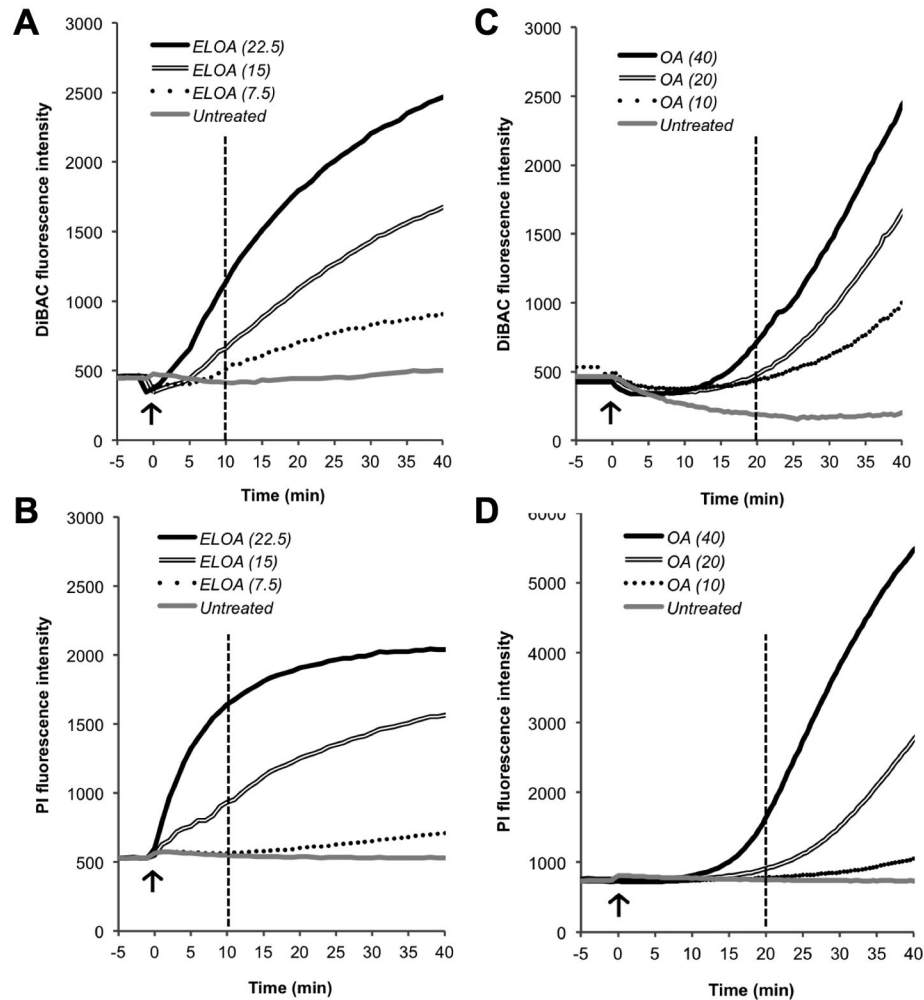 A
3000
2500
2000
1500
1000
500
0
DiBAC fluorescence intensity
ELOA (22.5)
ELOA (15)
ELOA (7.5)
Untreated
-5 0 5 10 15 20 25 30 35 40
Time (min)
C
3000
2500
2000
1500
1000
500
0
DiBAC fluorescence intensity
OA (40)
OA (20)
OA (10)
Untreated
-5 0 5 10 15 20 25 30 35 40
Time (min)
B
3000
2500
2000
1500
1000
500
0
PI fluorescence intensity
ELOA (22.5)
ELOA (15)
ELOA (7.5)
Untreated
-5 0 5 10 15 20 25 30 35 40
Time (min)
D
6000
5000
4000
3000
2000
1000
0
PI fluorescence intensity
OA (40)
OA (20)
OA (10)
Untreated
-5 0 5 10 15 20 25 30 35 40
Time (min)